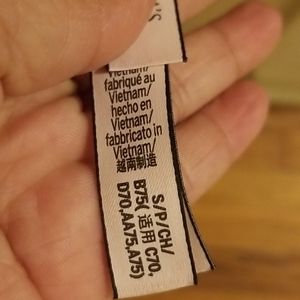 Vietnam/
fabriqué au
Vietnam/
hecho en
Vietnam/
fabbricato in
Vietnam/
越南制造
S/P/CH/
B75( 适用 C70,
D70,AA75,A75)